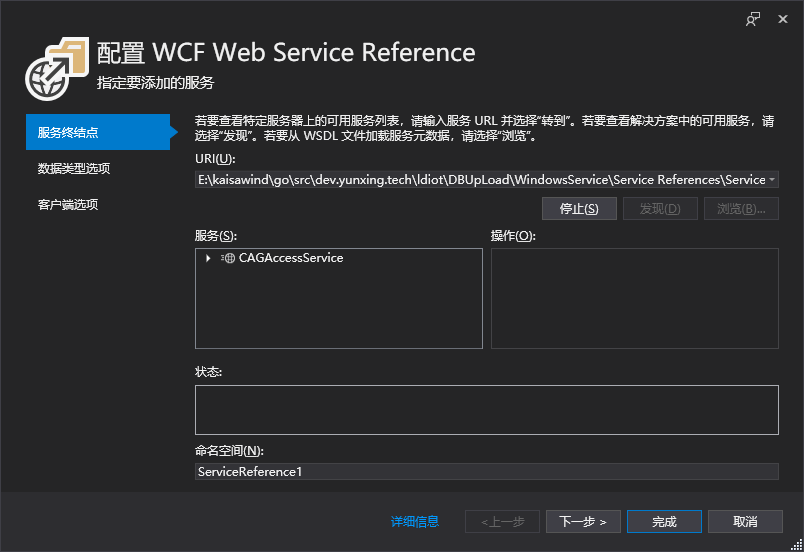 配置 WCF Web Service Reference
指定要添加的服务
服务终结点
数据类型选项
客户端选项
若要查看特定服务器上的可用服务列表，请输入服务 URL 并选择“转到”。若要查看解决方案中的可用服务，请
选择“发现”。若要从 WSDL 文件加载服务元数据，请选择“浏览”。
URI(U):
E:\kaisawind\go\src\dev.yunxing.tech\ldiot\DBUpLoad\WindowsService\Service References\Service
停止(S) 发现(D) 浏览(B)...
服务(S): 操作(O):
CAGAccessService
状态:
命名空间(N):
ServiceReference1
详细信息 <上一步 下一步 > 完成 取消